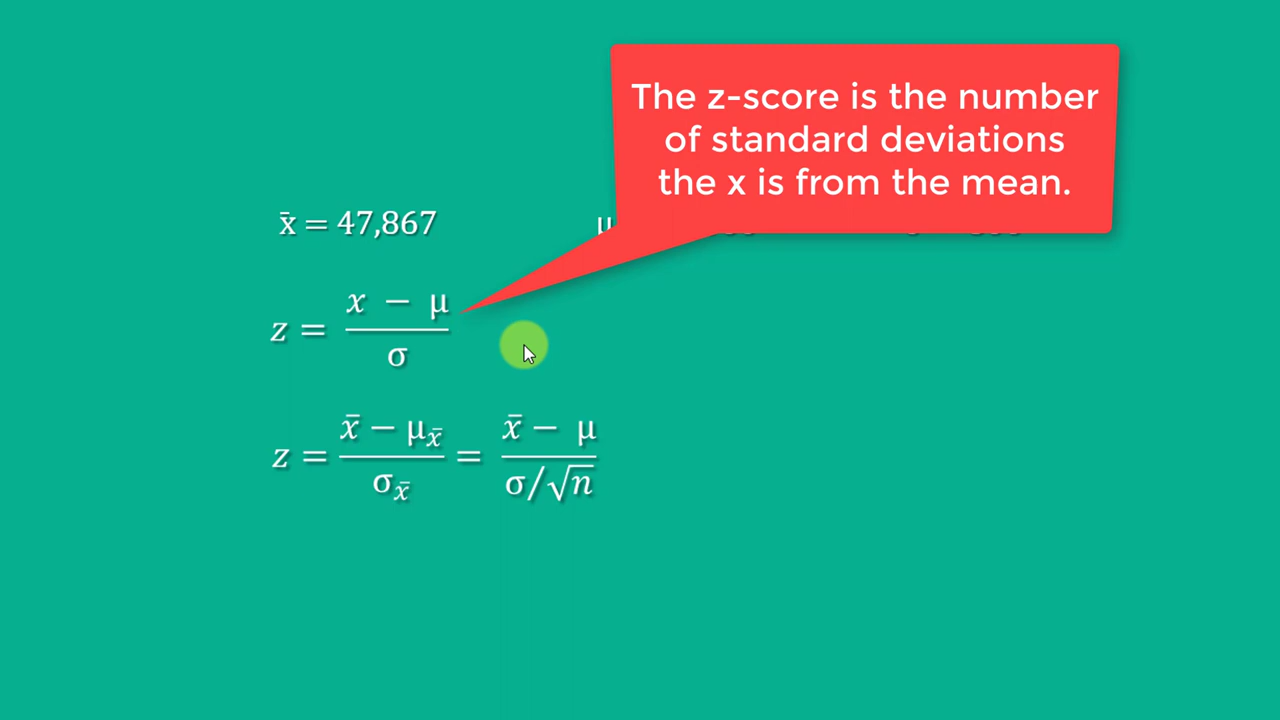 The z-score is the number
of standard deviations
the x is from the mean.
x̄ = 47,867 μ
z = (x − μ) / σ
z = (x̄ − μ_x̄) / σ_x̄ = (x̄ − μ) / (σ/√n)